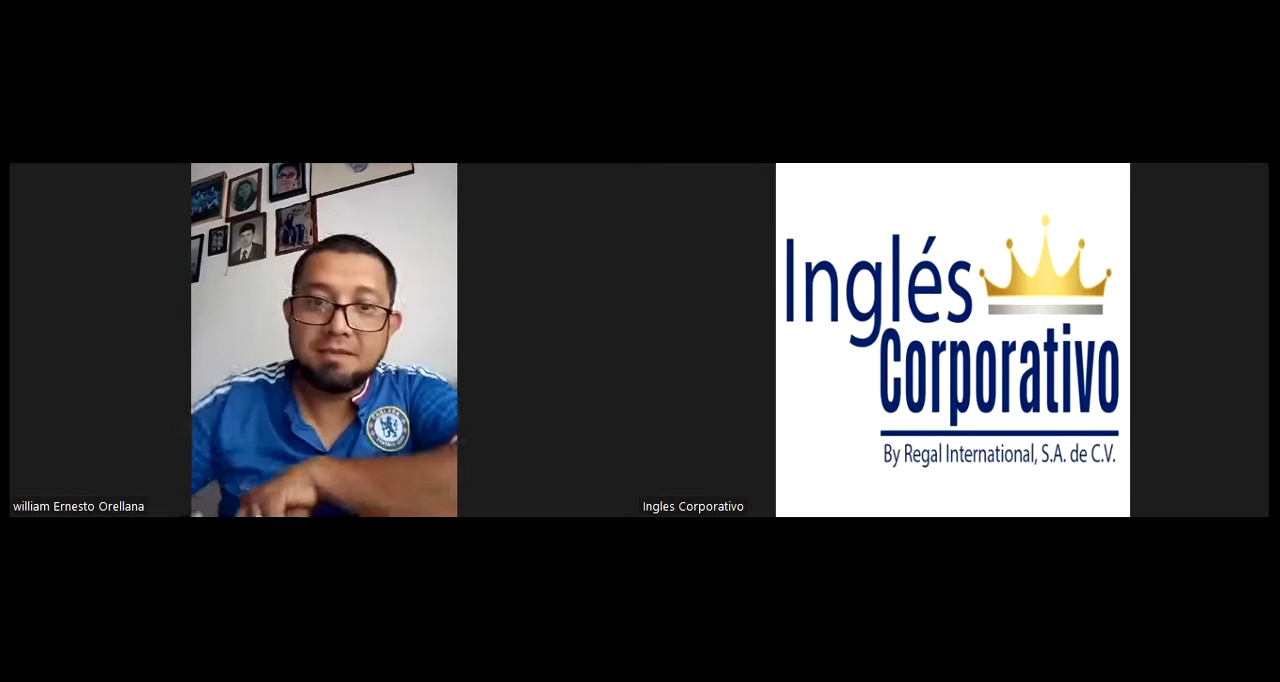 Inglés
Corporativo
By Regal International, S.A. de C.V.
william Ernesto Orellana
Ingles Corporativo